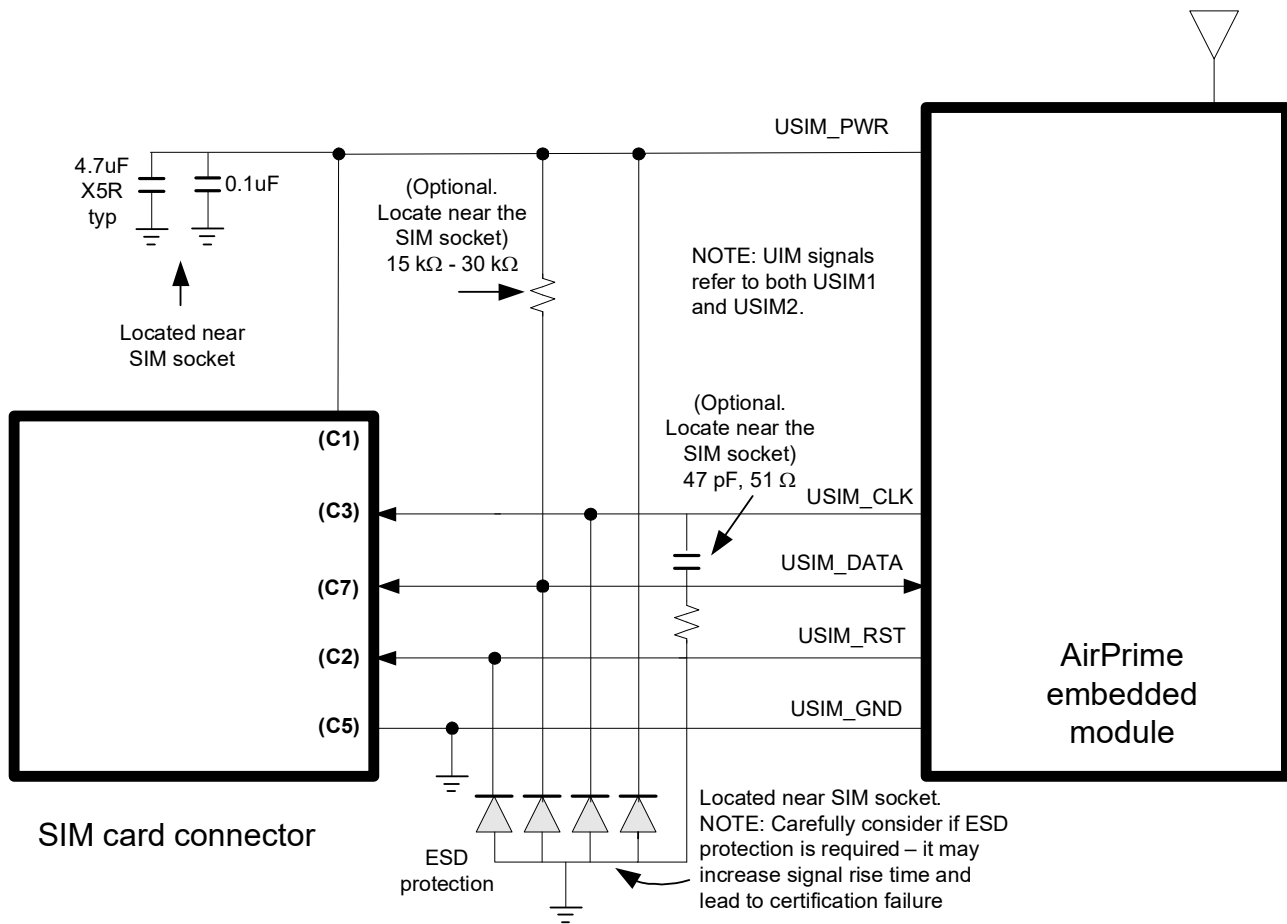 USIM_PWR
4.7uF
X5R
typ
0.1uF
(Optional.
Locate near the
SIM socket)
15 kΩ - 30 kΩ
NOTE: UIM signals
refer to both USIM1
and USIM2.
Located near
SIM socket
(Optional.
Locate near the
SIM socket)
47 pF, 51 Ω
(C1)
(C3)
USIM_CLK
(C7)
USIM_DATA
(C2)
USIM_RST
(C5)
USIM_GND
AirPrime
embedded
module
SIM card connector
ESD
protection
Located near SIM socket.
NOTE: Carefully consider if ESD
protection is required – it may
increase signal rise time and
lead to certification failure